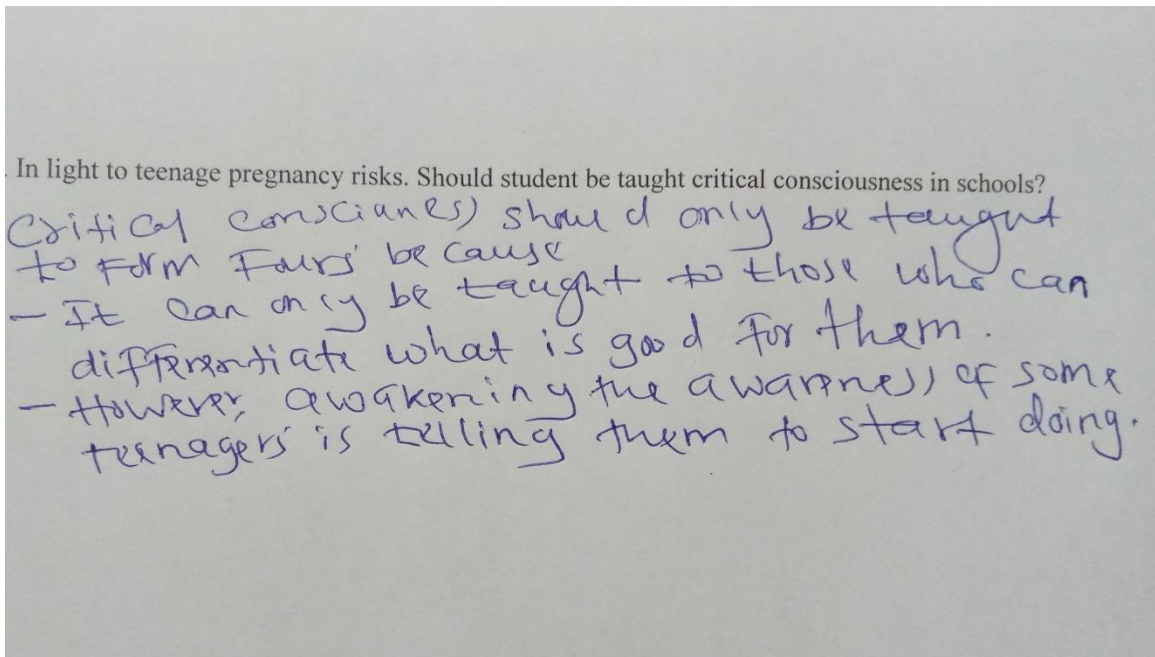 In light to teenage pregnancy risks. Should student be taught critical consciousness in schools?
Critical Conscianes) should only be taught
to Form Fours because
- It Can only be taught to those who can
differentiate what is good for them.
- However, awakening the awareness of some
teenagers is telling them to start doing.